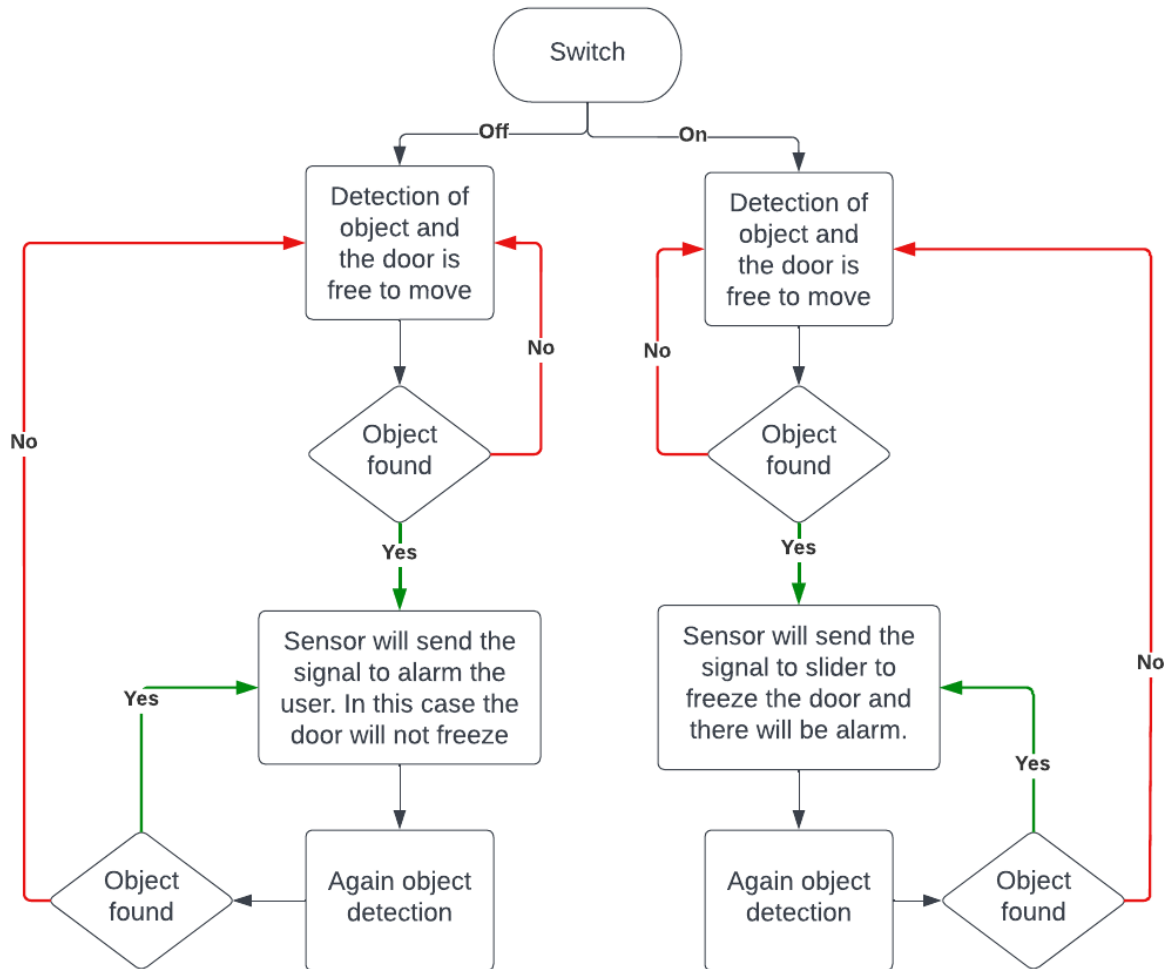 Switch
Off
On
Detection of
object and
the door is
free to move
Detection of
object and
the door is
free to move
No
No
No
Object
found
Object
found
Yes
Yes
Sensor will send the
signal to alarm the
user. In this case the
door will not freeze
Sensor will send the
signal to slider to
freeze the door and
there will be alarm.
No
Yes
Yes
Object
found
Again object
detection
Again object
detection
Object
found